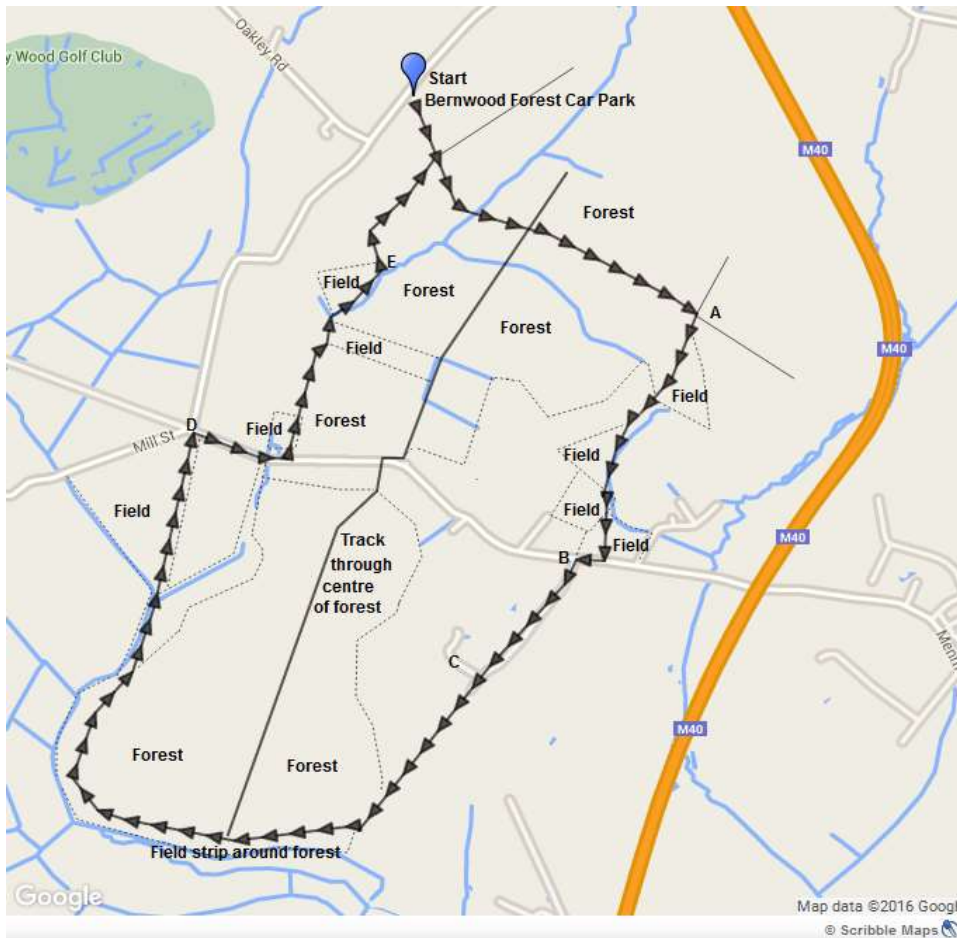 Oakley Rd
y Wood Golf Club
Start
Bernwood Forest Car Park
M40
Forest
E
Field
Forest
A
Forest
M40
Field
Field
D
Field
Forest
Mill St
Field
Field
Field
Field
M40
Track
through
centre
of forest
B
C
M40
Forest
Forest
Field strip around forest
Google
Map data ©2016 Googl
© Scribble Maps